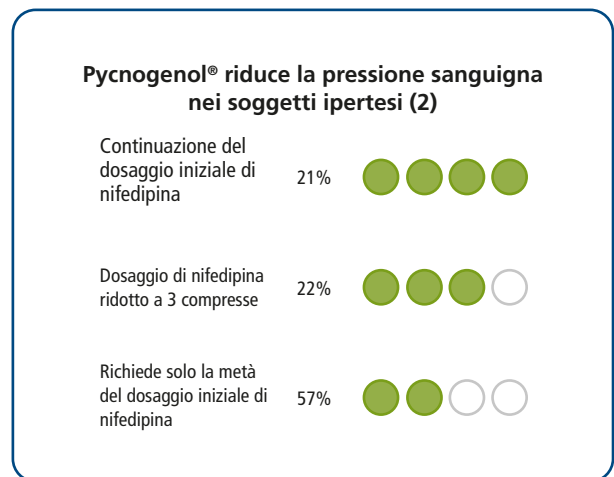 Pycnogenol® riduce la pressione sanguigna
nei soggetti ipertesi (2)
Continuazione del
dosaggio iniziale di
nifedipina
21%
Dosaggio di nifedipina
ridotto a 3 compresse
22%
Richiede solo la metà
del dosaggio iniziale di
nifedipina
57%